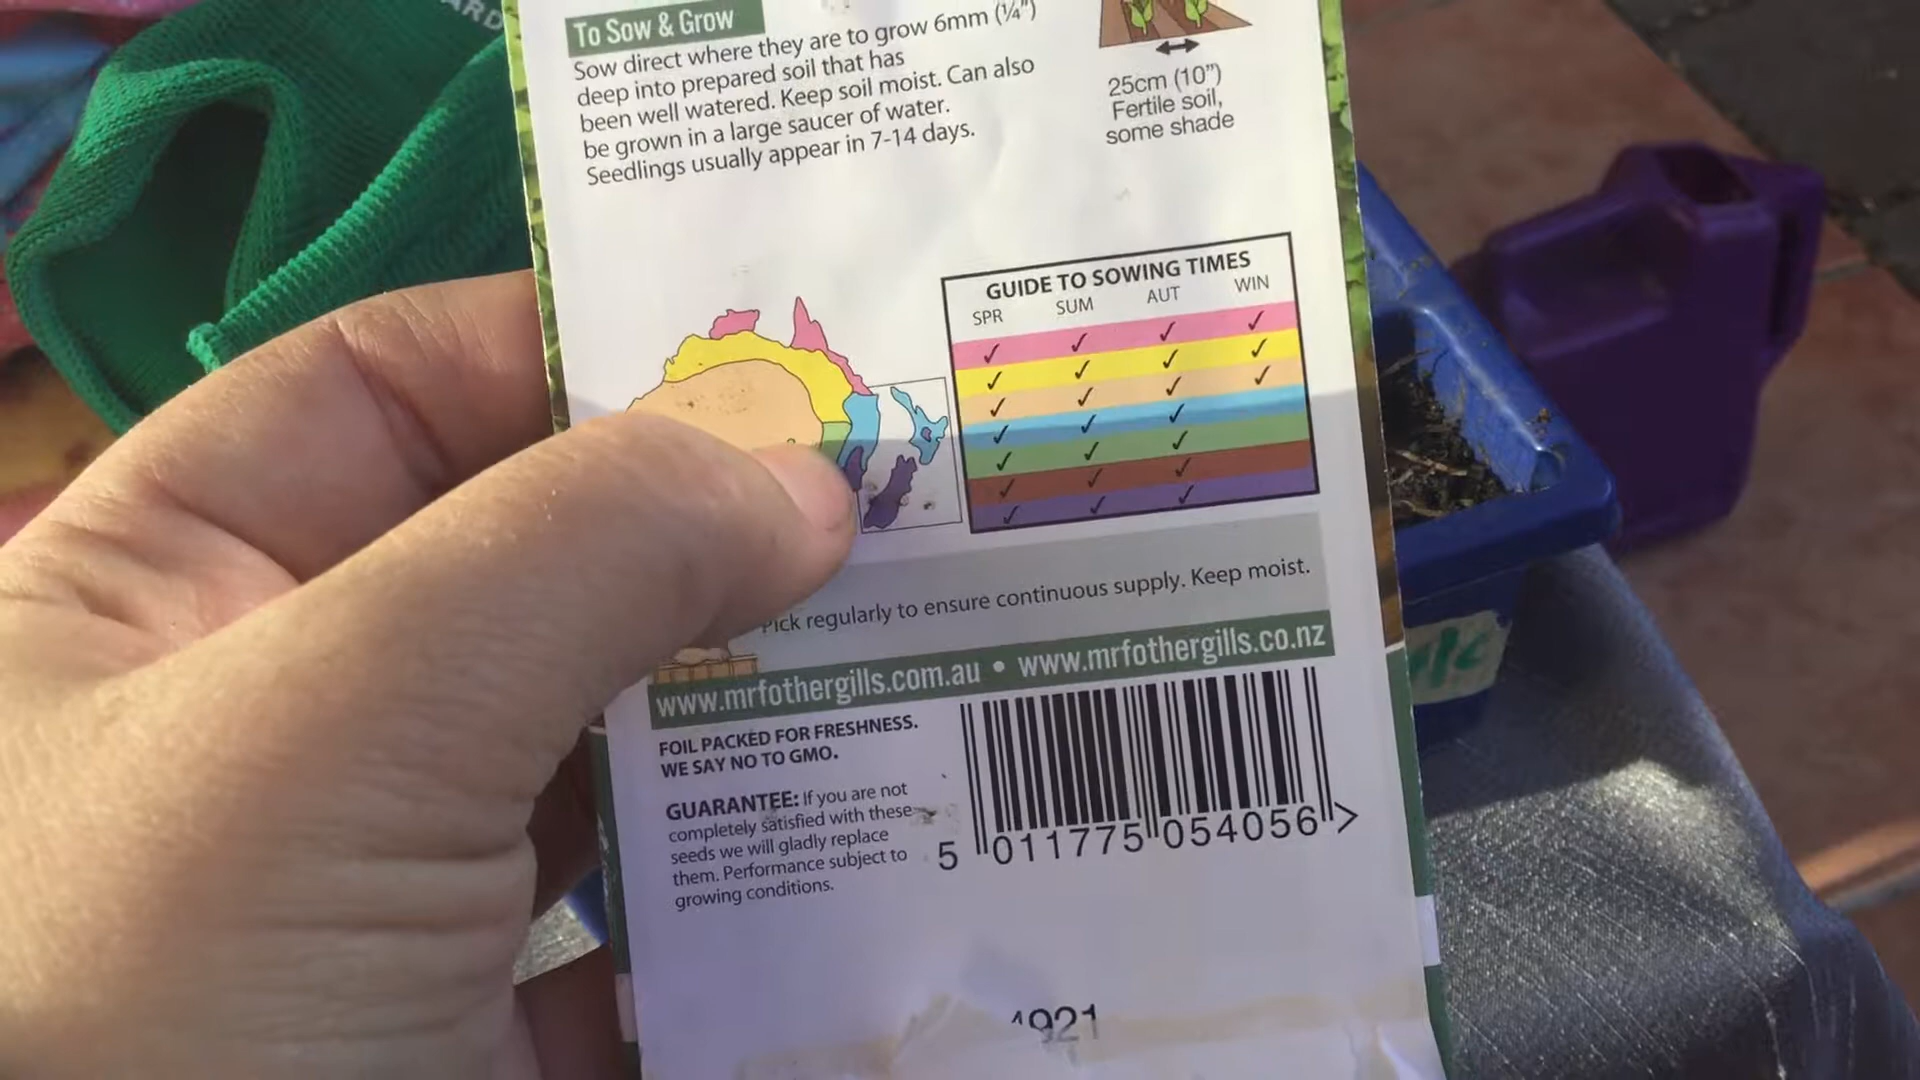 ARD
To Sow & Grow
Sow direct where they are to grow 6mm (¼")
deep into prepared soil that has
been well watered. Keep soil moist. Can also
be grown in a large saucer of water.
Seedlings usually appear in 7-14 days.
25cm (10")
Fertile soil,
some shade
GUIDE TO SOWING TIMES
SPR SUM AUT WIN
✓ ✓ ✓ ✓
✓ ✓ ✓ ✓
✓ ✓ ✓ ✓
✓ ✓ ✓
✓ ✓ ✓
✓ ✓ ✓
✓ ✓ ✓
Pick regularly to ensure continuous supply. Keep moist.
www.mrfothergills.com.au • www.mrfothergills.co.nz
FOIL PACKED FOR FRESHNESS.
WE SAY NO TO GMO.
GUARANTEE: If you are not
completely satisfied with these
seeds we will gladly replace
them. Performance subject to
growing conditions.
5 011775 054056 >
921